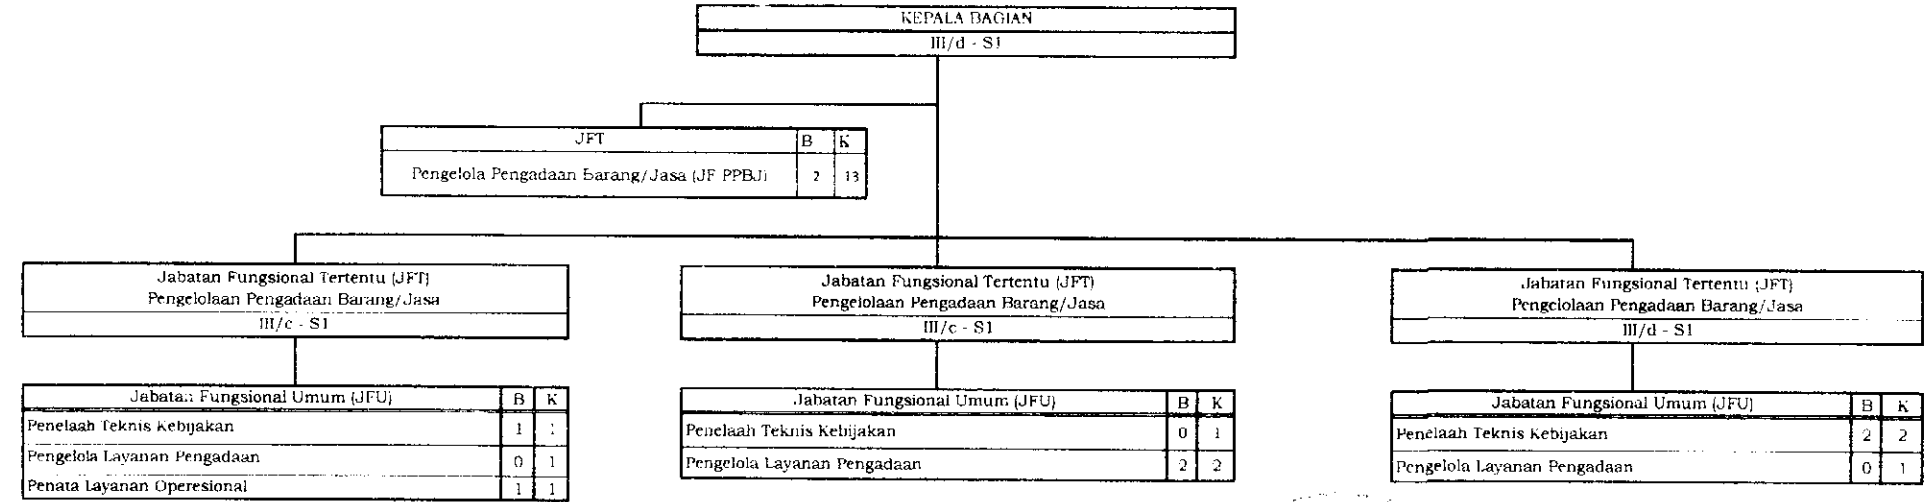 KEPALA BAGIAN
III/d - S1
JFT B K
Pengelola Pengadaan Barang/Jasa (JF PPBJ) 2 13
Jabatan Fungsional Tertentu (JFT)
Pengelolaan Pengadaan Barang/Jasa
III/c - S1
Jabatan Fungsional Umum (JFU) B K
Penelaah Teknis Kebijakan 1 1
Pengelola Layanan Pengadaan 0 1
Penata Layanan Operesional 1 1
Jabatan Fungsional Tertentu (JFT)
Pengelolaan Pengadaan Barang/Jasa
III/c - S1
Jabatan Fungsional Umum (JFU) B K
Penelaah Teknis Kebijakan 0 1
Pengelola Layanan Pengadaan 2 2
Jabatan Fungsional Tertentu (JFT)
Pengelolaan Pengadaan Barang/Jasa
III/d - S1
Jabatan Fungsional Umum (JFU) B K
Penelaah Teknis Kebijakan 2 2
Pengelola Layanan Pengadaan 0 1